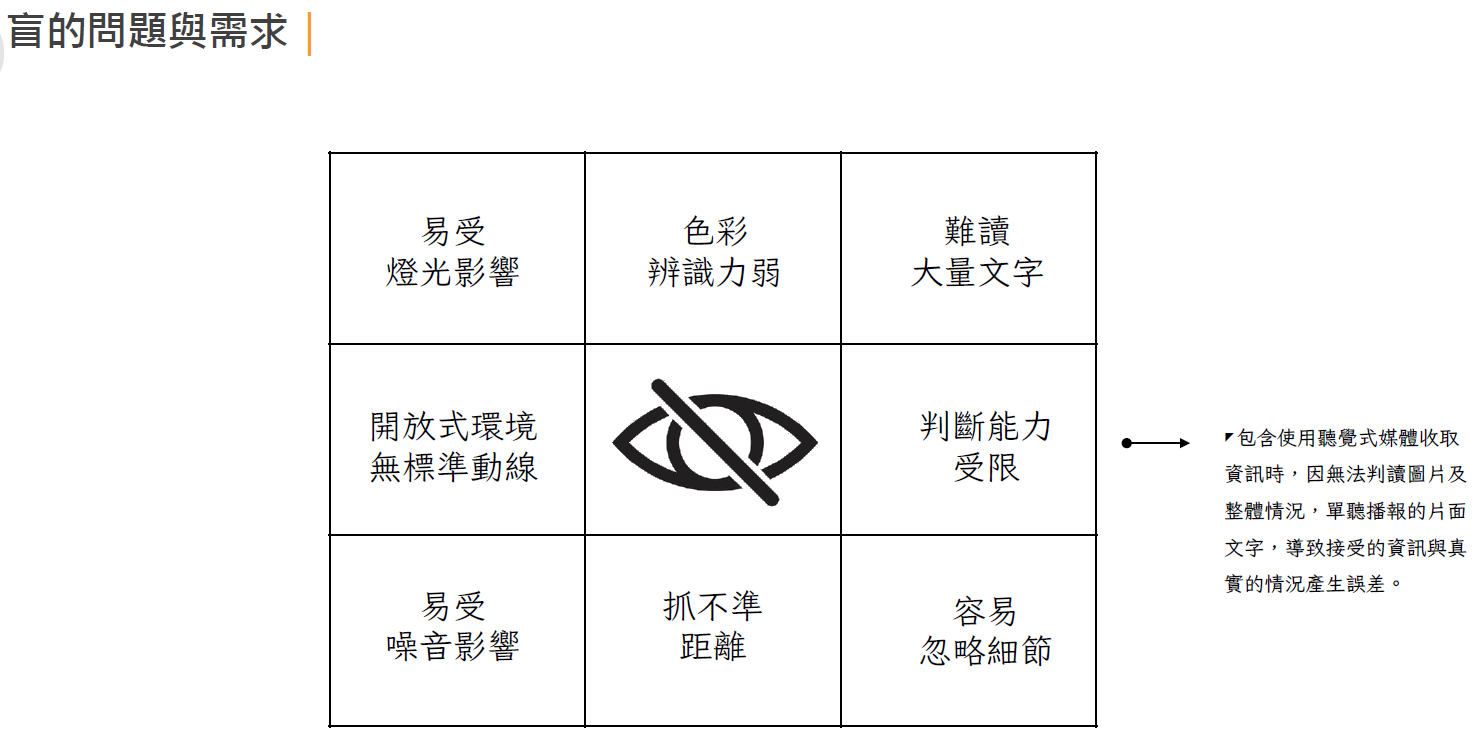 盲的問題與需求
易受
燈光影響
色彩
辨識力弱
難讀
大量文字
開放式環境
無標準動線
判斷能力
受限
包含使用聽覺式媒體收取
資訊時，因無法判讀圖片及
整體情況，單聽播報的片面
文字，導致接受的資訊與真
實的情況產生誤差。
易受
噪音影響
抓不準
距離
容易
忽略細節